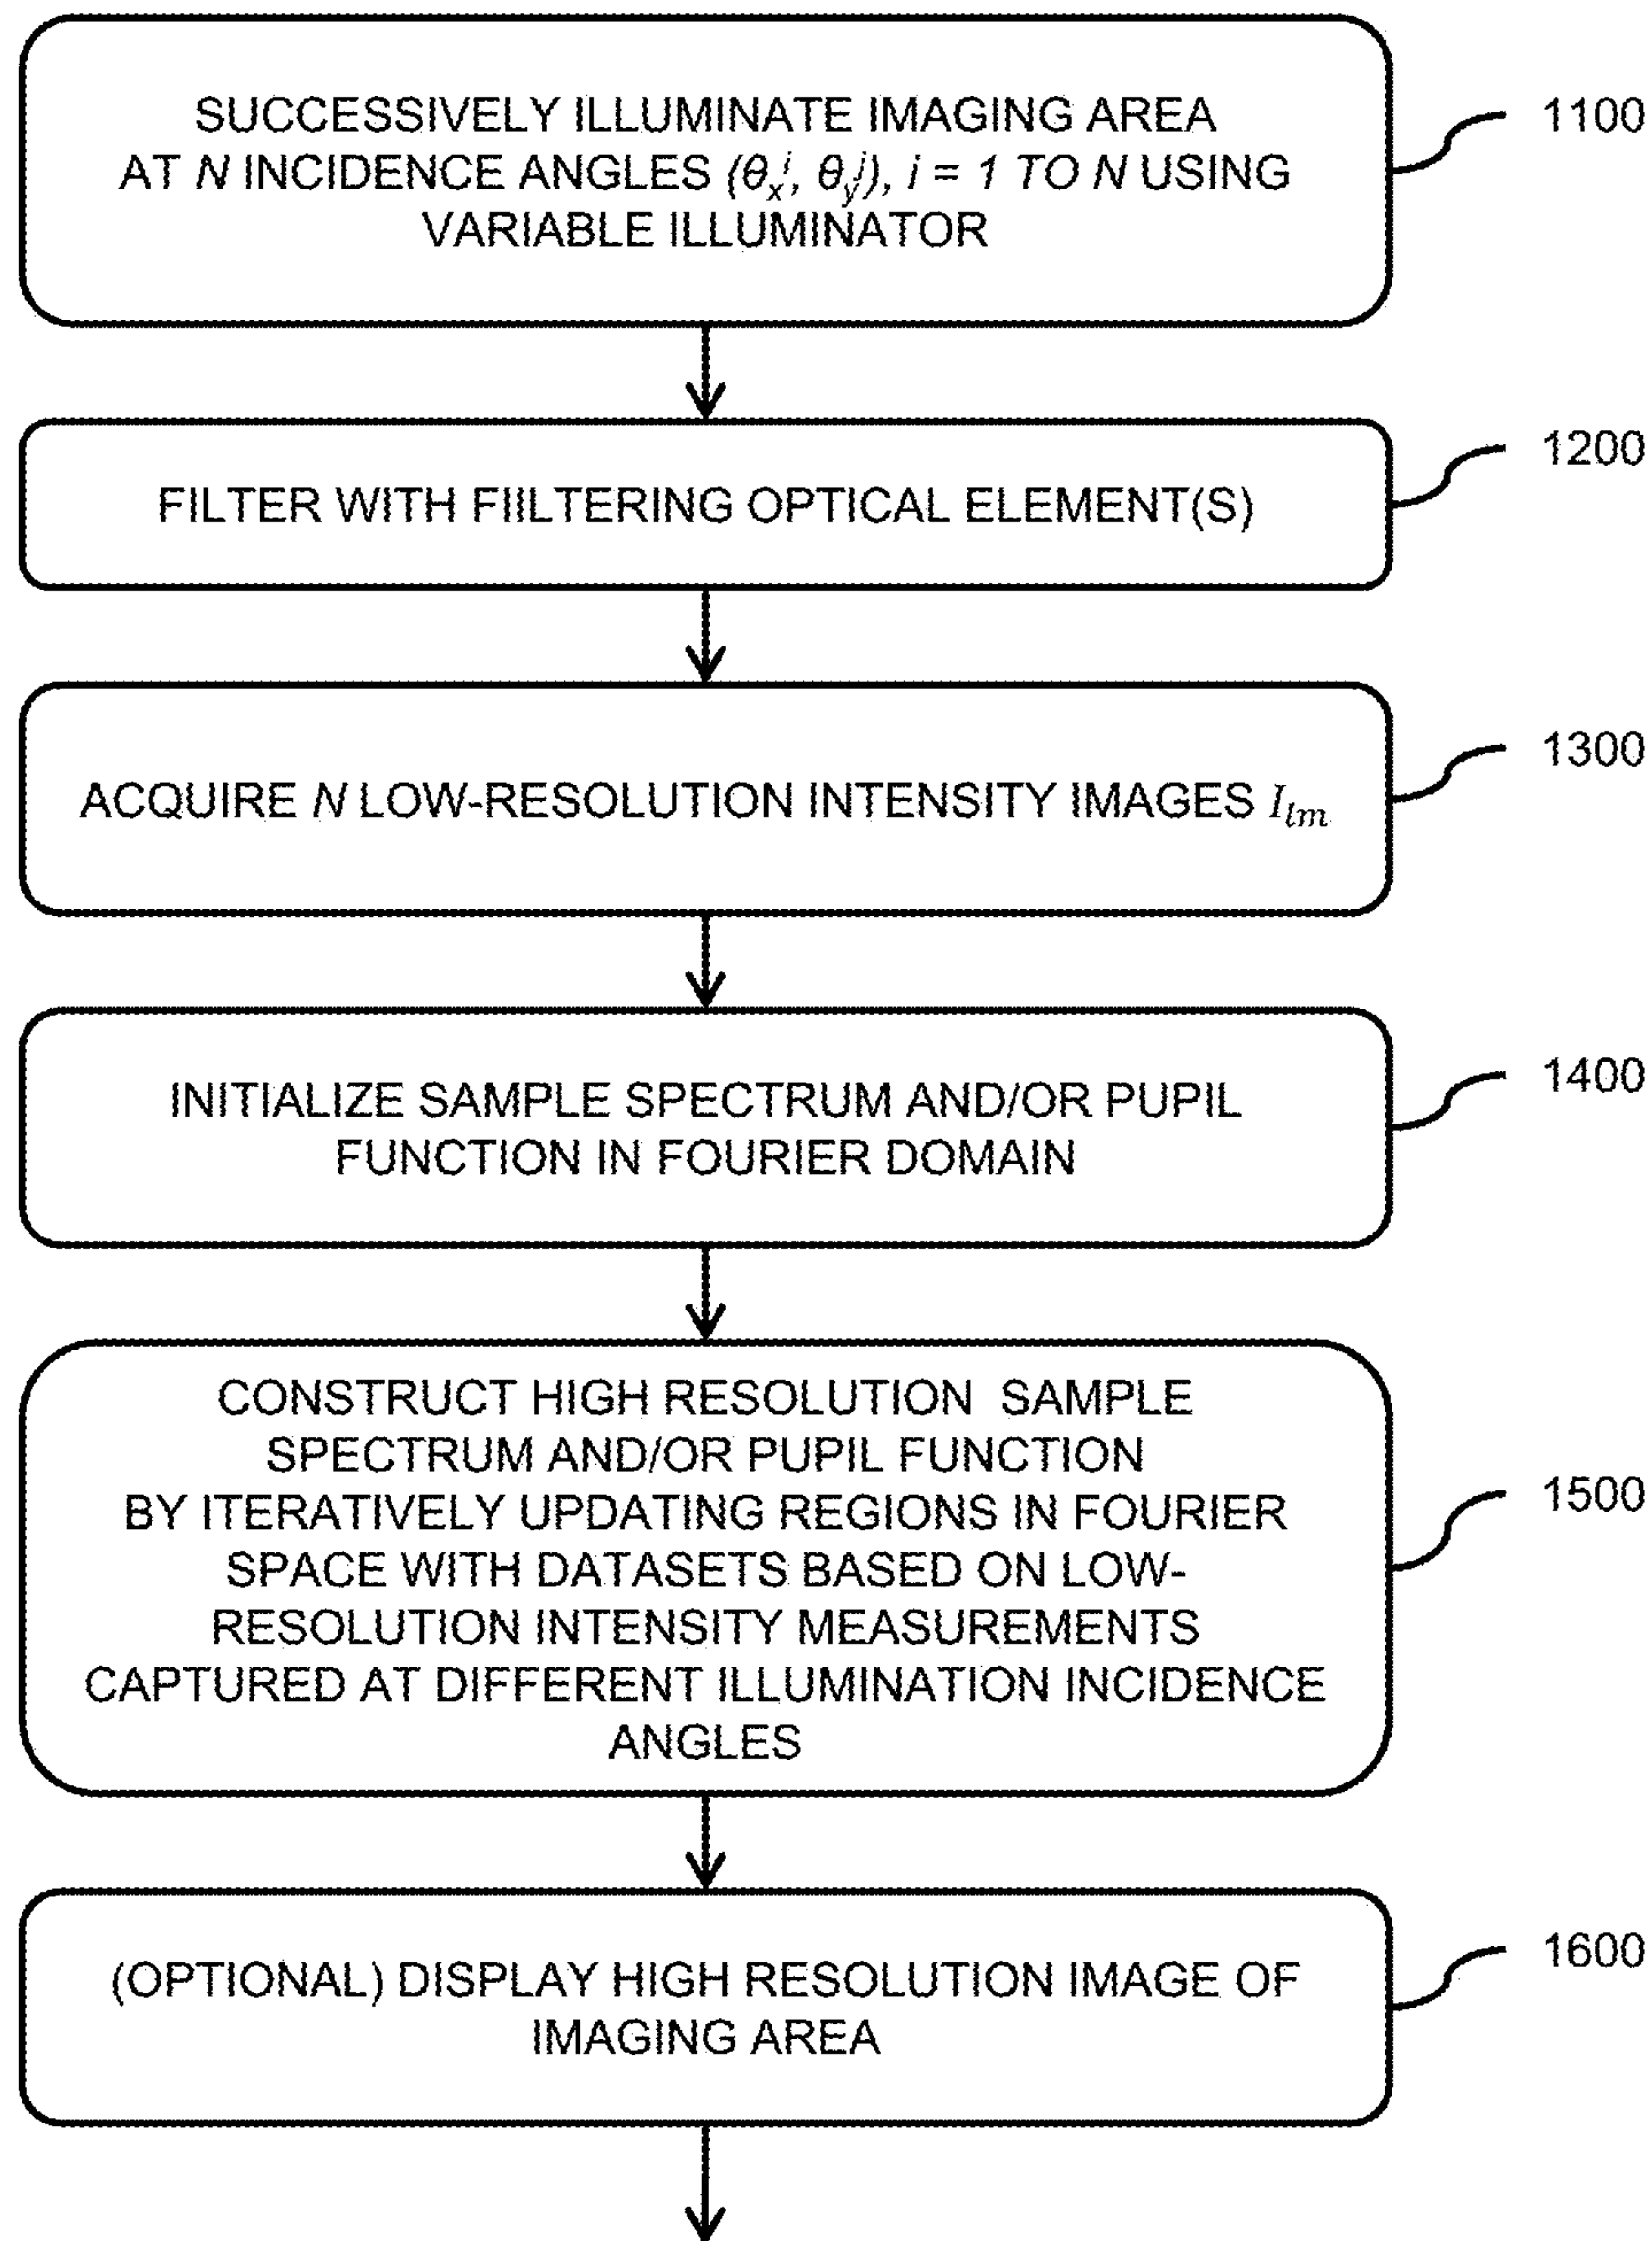 SUCCESSIVELY ILLUMINATE IMAGING AREA
AT N INCIDENCE ANGLES (θₓⁱ, θᵧⁱ), i = 1 TO N USING
VARIABLE ILLUMINATOR
1100
FILTER WITH FIILTERING OPTICAL ELEMENT(S)
1200
ACQUIRE N LOW-RESOLUTION INTENSITY IMAGES Iₗₘ
1300
INITIALIZE SAMPLE SPECTRUM AND/OR PUPIL
FUNCTION IN FOURIER DOMAIN
1400
CONSTRUCT HIGH RESOLUTION SAMPLE
SPECTRUM AND/OR PUPIL FUNCTION
BY ITERATIVELY UPDATING REGIONS IN FOURIER
SPACE WITH DATASETS BASED ON LOW-
RESOLUTION INTENSITY MEASUREMENTS
CAPTURED AT DIFFERENT ILLUMINATION INCIDENCE
ANGLES
1500
(OPTIONAL) DISPLAY HIGH RESOLUTION IMAGE OF
IMAGING AREA
1600